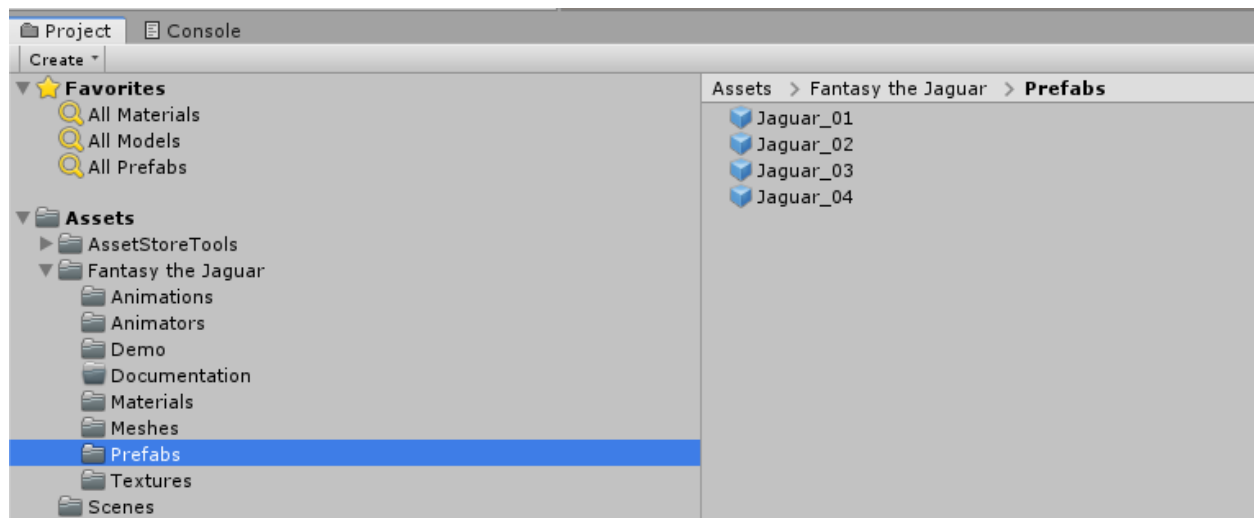 Project Console
Create
Favorites
All Materials
All Models
All Prefabs
Assets
AssetStoreTools
Fantasy the Jaguar
Animations
Animators
Demo
Documentation
Materials
Meshes
Prefabs
Textures
Scenes
Assets > Fantasy the Jaguar > Prefabs
Jaguar_01
Jaguar_02
Jaguar_03
Jaguar_04